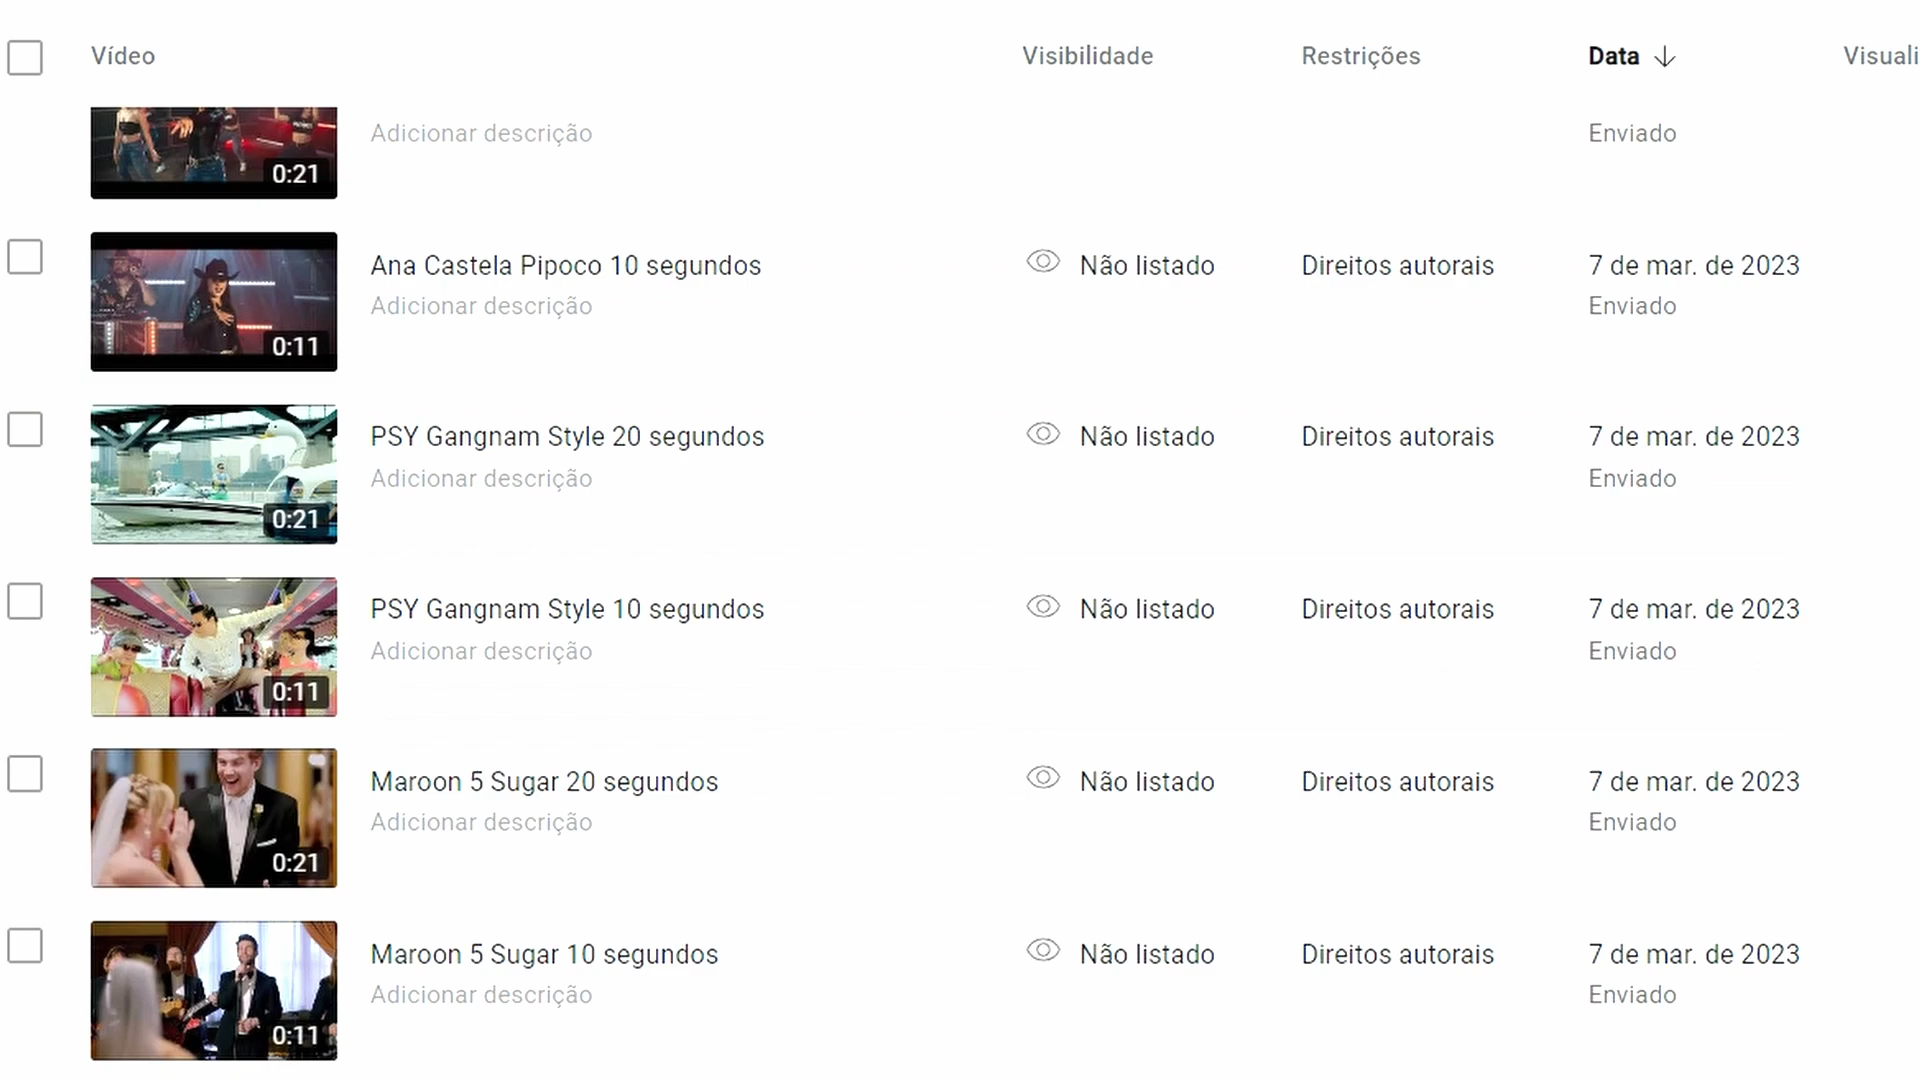 Vídeo Visibilidade Restrições Data Visuali
Adicionar descrição Enviado
0:21
Ana Castela Pipoco 10 segundos Não listado Direitos autorais 7 de mar. de 2023
Adicionar descrição Enviado
0:11
PSY Gangnam Style 20 segundos Não listado Direitos autorais 7 de mar. de 2023
Adicionar descrição Enviado
0:21
PSY Gangnam Style 10 segundos Não listado Direitos autorais 7 de mar. de 2023
Adicionar descrição Enviado
0:11
Maroon 5 Sugar 20 segundos Não listado Direitos autorais 7 de mar. de 2023
Adicionar descrição Enviado
0:21
Maroon 5 Sugar 10 segundos Não listado Direitos autorais 7 de mar. de 2023
Adicionar descrição Enviado
0:11